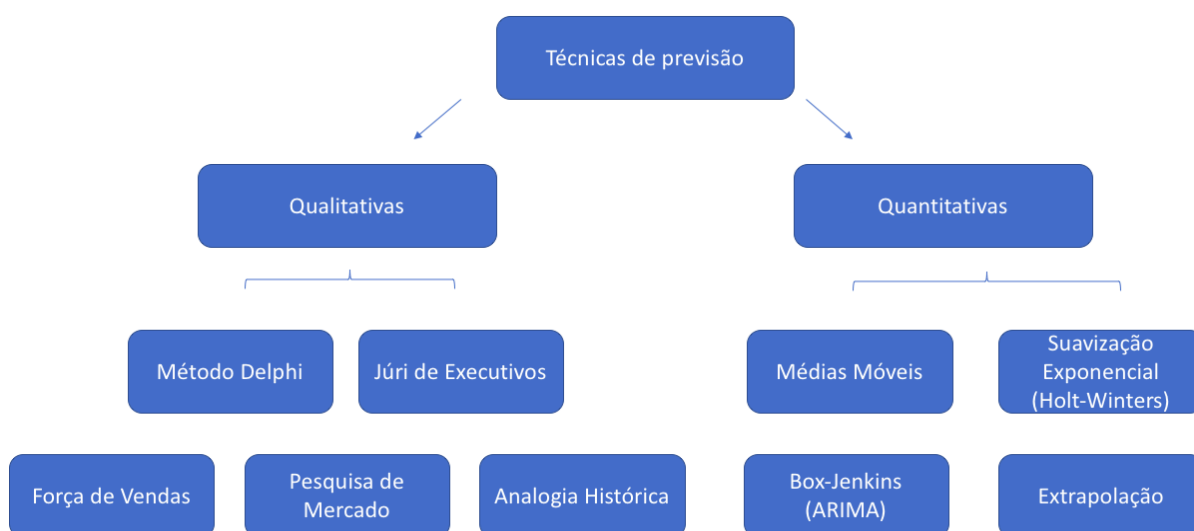 Técnicas de previsão
Qualitativas
Quantitativas
Método Delphi
Júri de Executivos
Médias Móveis
Suavização
Exponencial
(Holt-Winters)
Força de Vendas
Pesquisa de
Mercado
Analogia Histórica
Box-Jenkins
(ARIMA)
Extrapolação